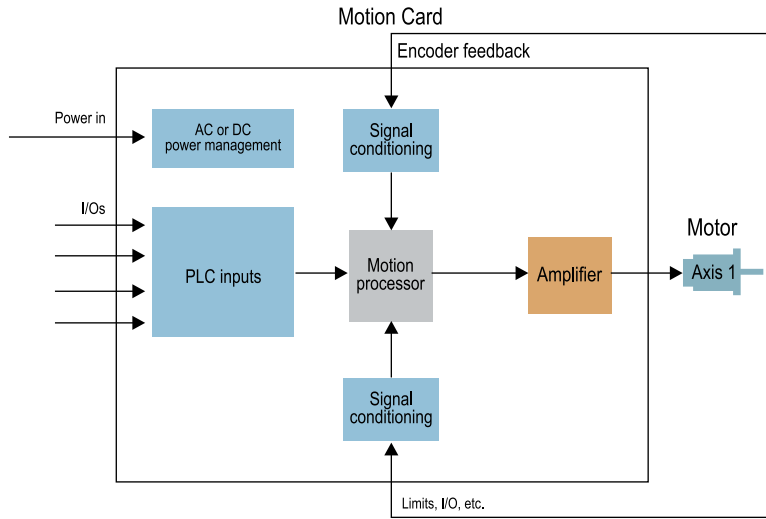 Motion Card
Encoder feedback
Power in
AC or DC
power management
Signal
conditioning
I/Os
PLC inputs
Motion
processor
Amplifier
Motor
Axis 1
Signal
conditioning
Limits, I/O, etc.